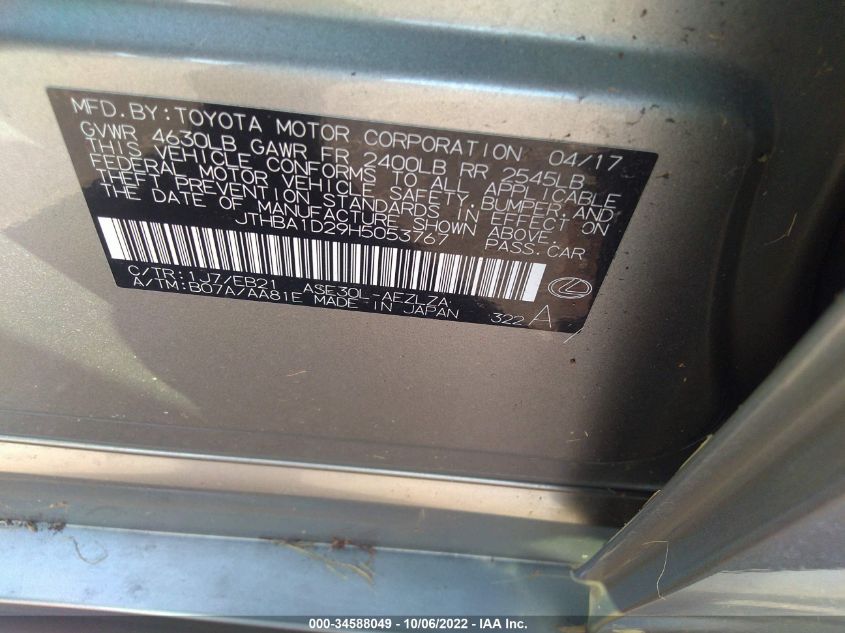 MFD. BY: TOYOTA MOTOR CORPORATION 04/17
GVWR 4630LB GAWR FR 2400LB RR 2545LB
THIS VEHICLE CONFORMS TO ALL APPLICABLE
FEDERAL MOTOR VEHICLE SAFETY, BUMPER, AND
THEFT PREVENTION STANDARDS IN EFFECT ON
THE DATE OF MANUFACTURE SHOWN ABOVE.
JTHBA1D29H5053767 PASS. CAR
C/TR: 1J7/EB21 ASE30L-AEZLZA
A/TM: B07A/AA81E MADE IN JAPAN 322 A
000-34588049 - 10/06/2022 - IAA Inc.